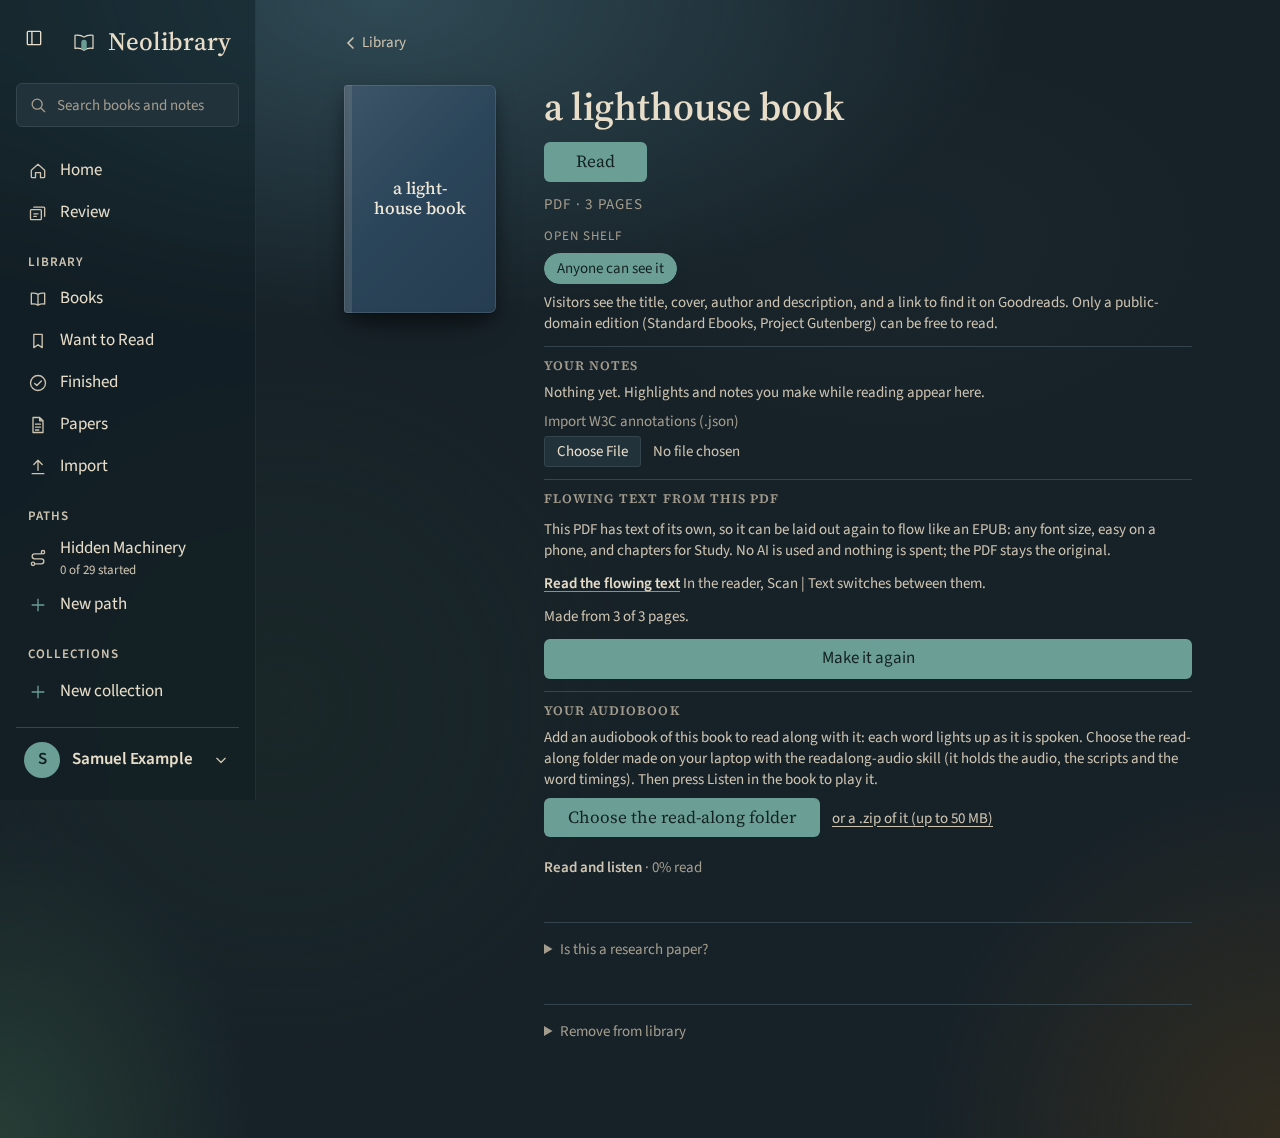 Neolibrary
Search books and notes
Home
Review
LIBRARY
Books
Want to Read
Finished
Papers
Import
PATHS
Hidden Machinery
0 of 29 started
New path
COLLECTIONS
New collection
S
Samuel Example
Library
a light-
house book
a lighthouse book
Read
PDF · 3 PAGES
OPEN SHELF
Anyone can see it
Visitors see the title, cover, author and description, and a link to find it on Goodreads. Only a public-
domain edition (Standard Ebooks, Project Gutenberg) can be free to read.
YOUR NOTES
Nothing yet. Highlights and notes you make while reading appear here.
Import W3C annotations (.json)
Choose File No file chosen
FLOWING TEXT FROM THIS PDF
This PDF has text of its own, so it can be laid out again to flow like an EPUB: any font size, easy on a
phone, and chapters for Study. No AI is used and nothing is spent; the PDF stays the original.
Read the flowing text In the reader, Scan | Text switches between them.
Made from 3 of 3 pages.
Make it again
YOUR AUDIOBOOK
Add an audiobook of this book to read along with it: each word lights up as it is spoken. Choose the read-
along folder made on your laptop with the readalong-audio skill (it holds the audio, the scripts and the
word timings). Then press Listen in the book to play it.
Choose the read-along folder or a .zip of it (up to 50 MB)
Read and listen · 0% read
Is this a research paper?
Remove from library